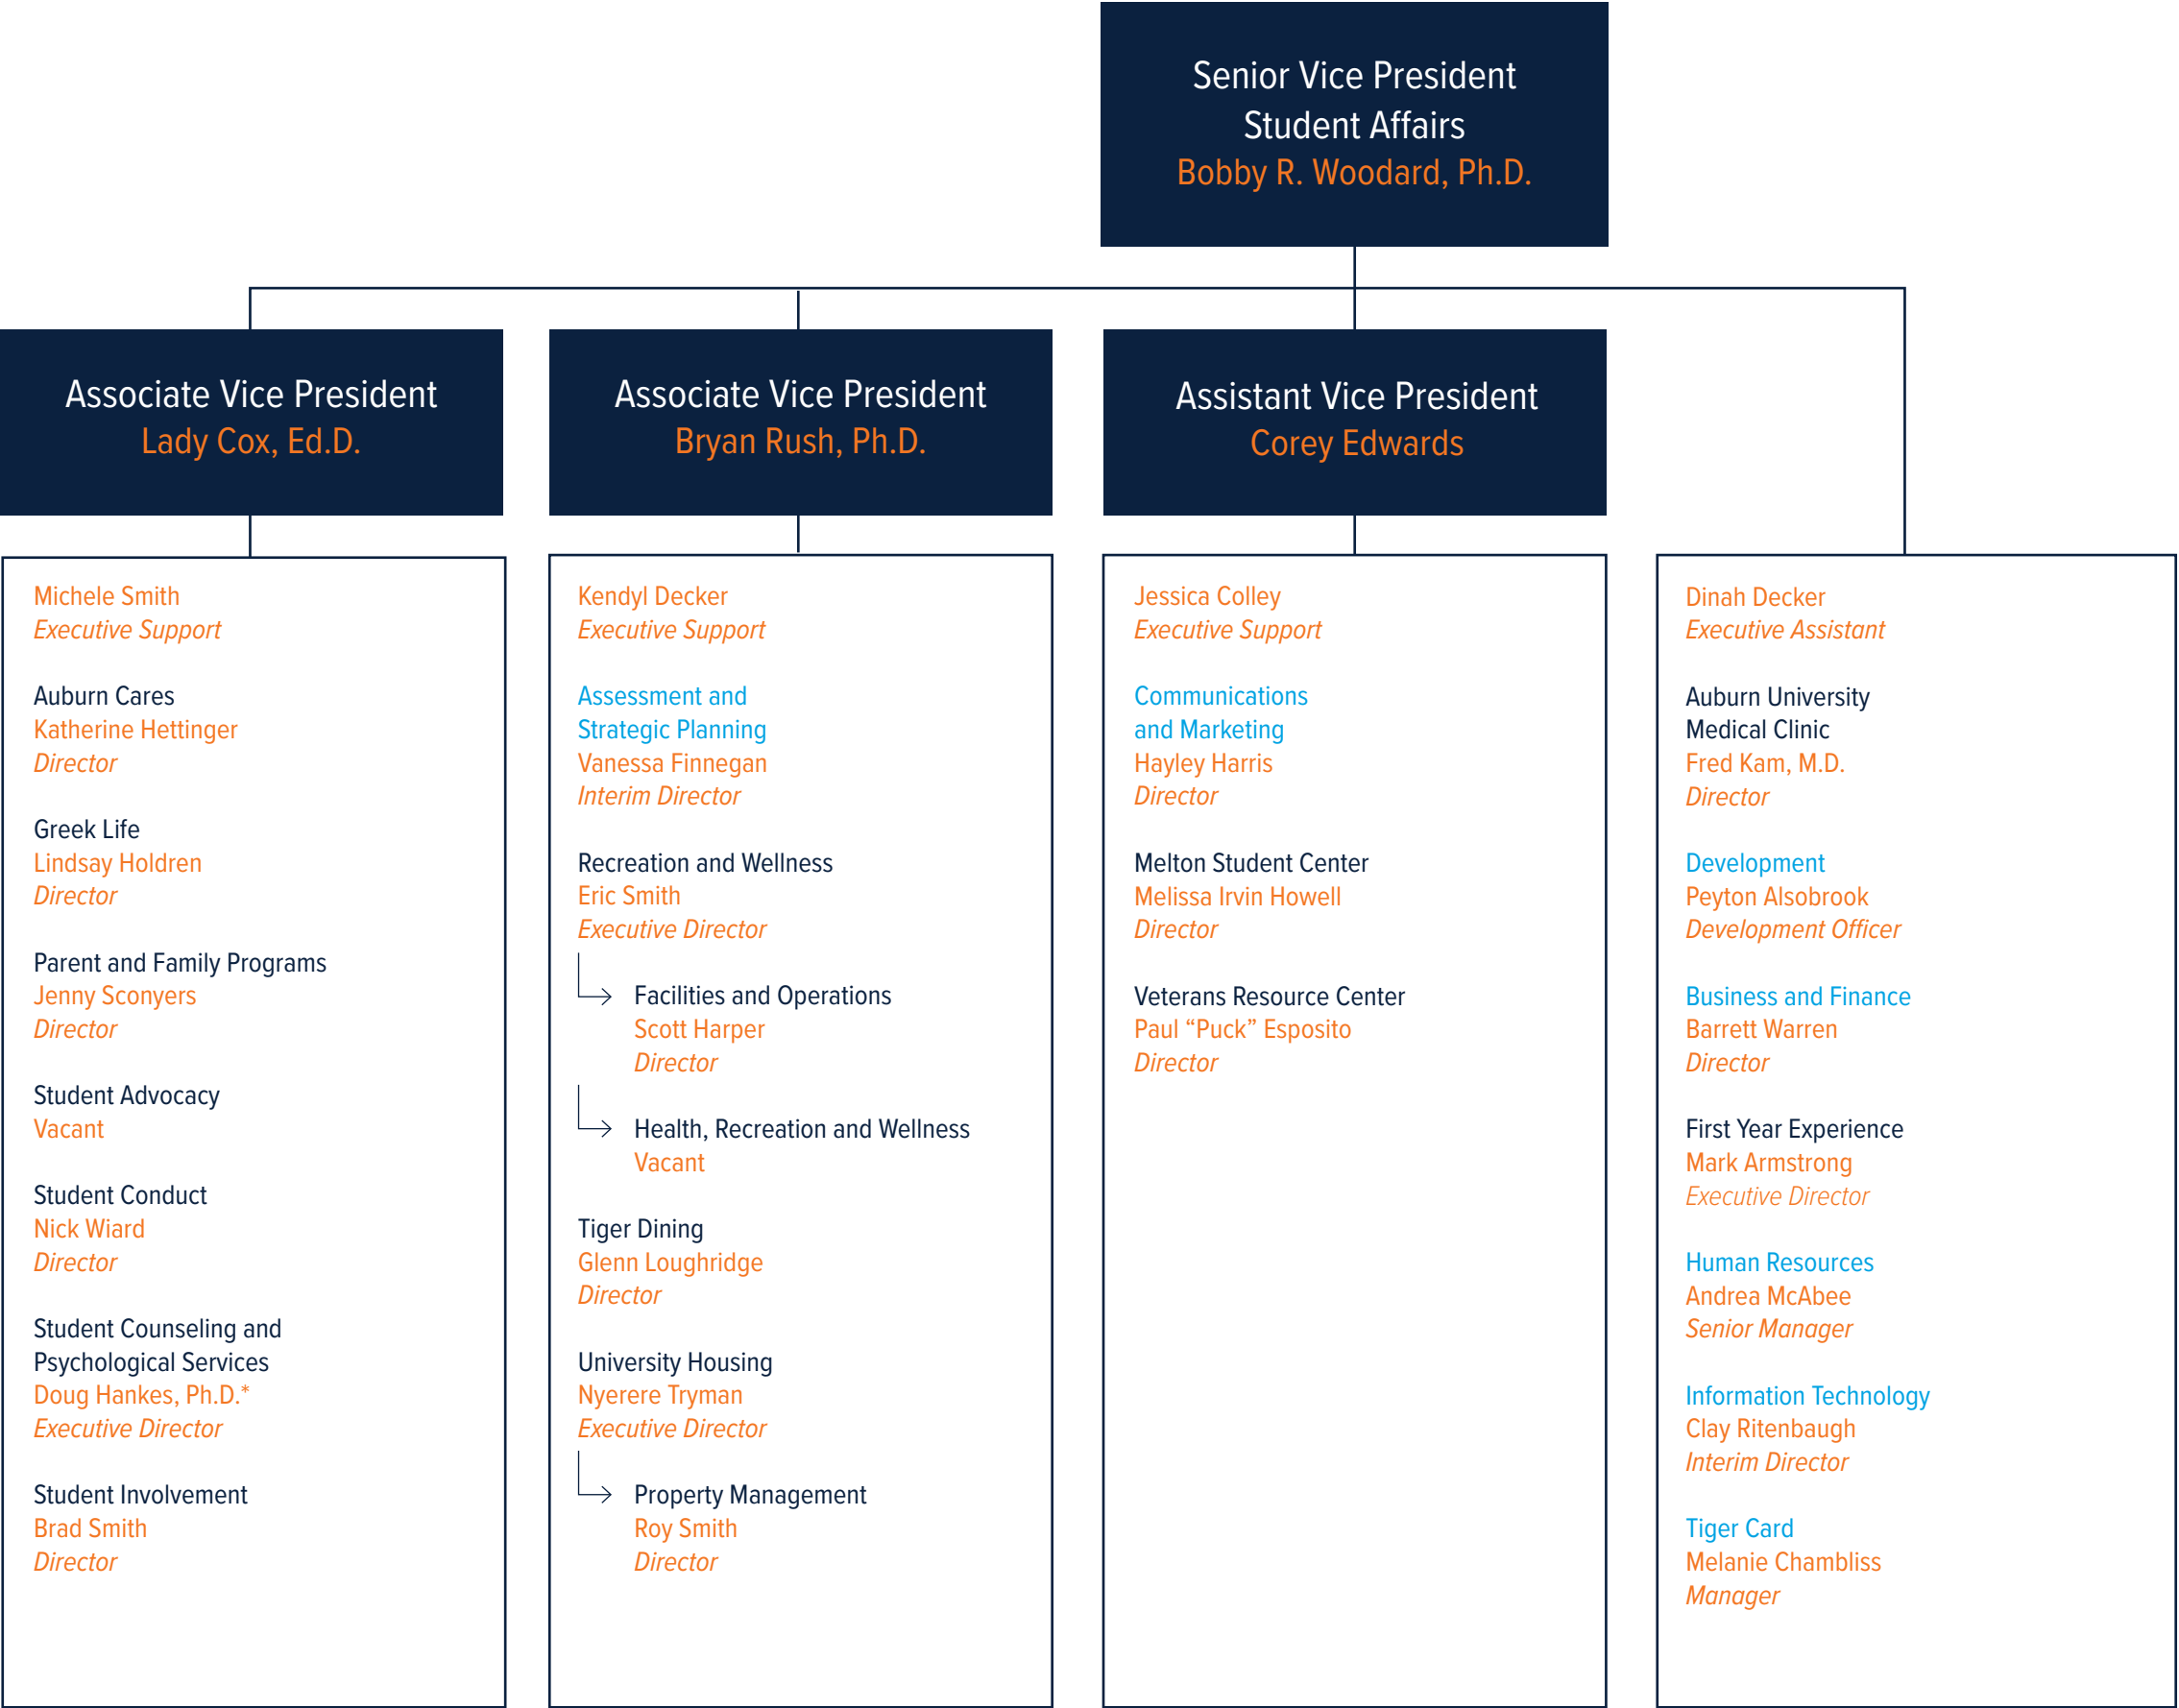 Senior Vice President
Student Affairs
Bobby R. Woodard, Ph.D.
Associate Vice President
Lady Cox, Ed.D.
Associate Vice President
Bryan Rush, Ph.D.
Assistant Vice President
Corey Edwards
Michele Smith
Executive Support
Auburn Cares
Katherine Hettinger
Director
Greek Life
Lindsay Holdren
Director
Parent and Family Programs
Jenny Sconyers
Director
Student Advocacy
Vacant
Student Conduct
Nick Wiard
Director
Student Counseling and
Psychological Services
Doug Hankes, Ph.D.*
Executive Director
Student Involvement
Brad Smith
Director
Kendyl Decker
Executive Support
Assessment and
Strategic Planning
Vanessa Finnegan
Interim Director
Recreation and Wellness
Eric Smith
Executive Director
Facilities and Operations
Scott Harper
Director
Health, Recreation and Wellness
Vacant
Tiger Dining
Glenn Loughridge
Director
University Housing
Nyerere Tryman
Executive Director
Property Management
Roy Smith
Director
Jessica Colley
Executive Support
Communications
and Marketing
Hayley Harris
Director
Melton Student Center
Melissa Irvin Howell
Director
Veterans Resource Center
Paul “Puck” Esposito
Director
Dinah Decker
Executive Assistant
Auburn University
Medical Clinic
Fred Kam, M.D.
Director
Development
Peyton Alsobrook
Development Officer
Business and Finance
Barrett Warren
Director
First Year Experience
Mark Armstrong
Executive Director
Human Resources
Andrea McAbee
Senior Manager
Information Technology
Clay Ritenbaugh
Interim Director
Tiger Card
Melanie Chambliss
Manager